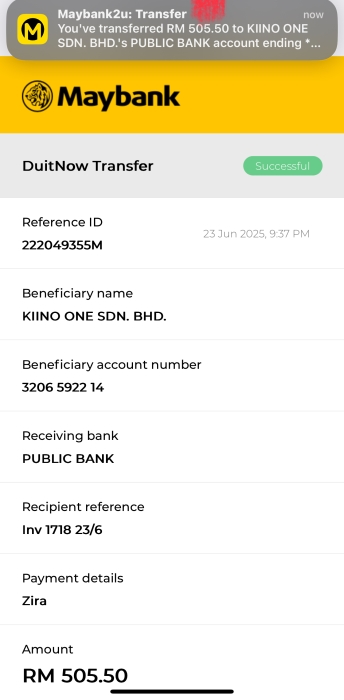 Maybank2u: Transfer now
You've transferred RM 505.50 to KIINO ONE
SDN. BHD.'s PUBLIC BANK account ending *...
Maybank
DuitNow Transfer Successful
Reference ID
23 Jun 2025, 9:37 PM
222049355M
Beneficiary name
KIINO ONE SDN. BHD.
Beneficiary account number
3206 5922 14
Receiving bank
PUBLIC BANK
Recipient reference
Inv 1718 23/6
Payment details
Zira
Amount
RM 505.50